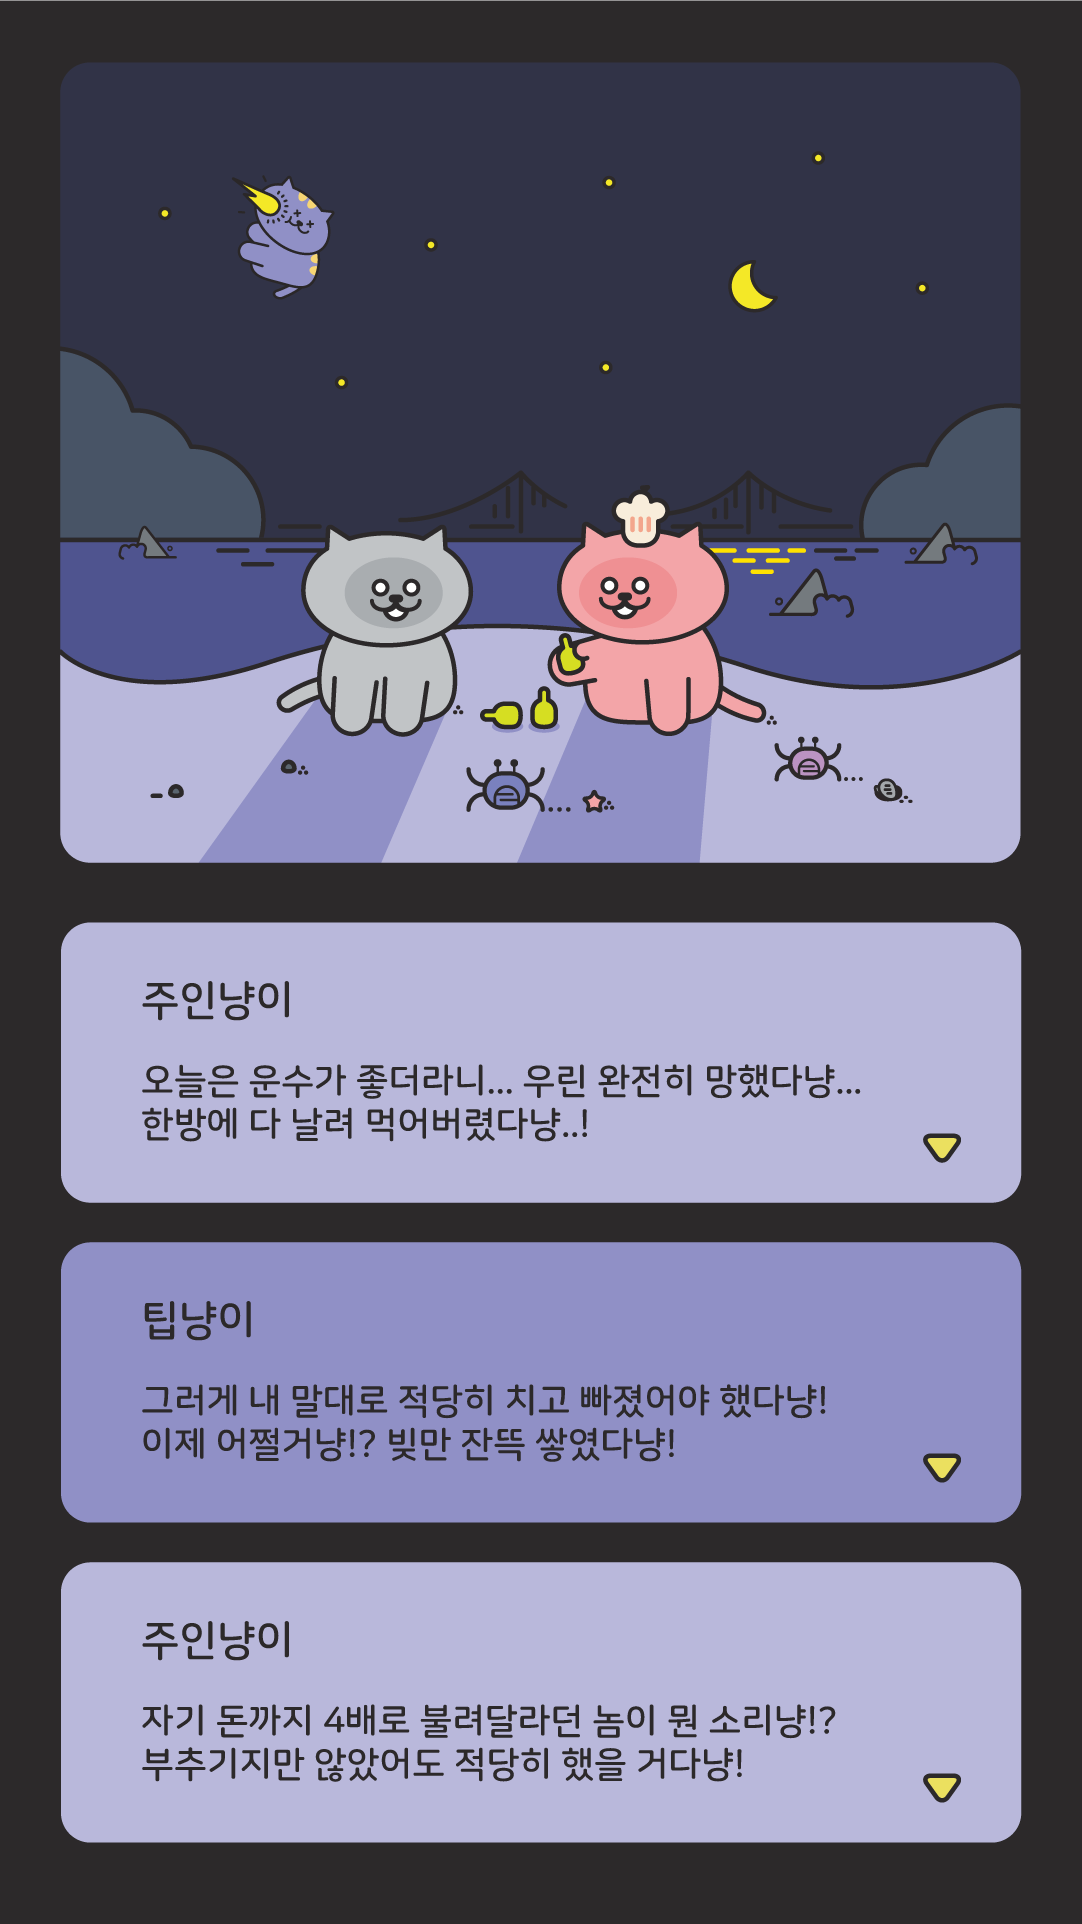 주인냥이
오늘은 운수가 좋더라니... 우린 완전히 망했다냥...
한방에 다 날려 먹어버렸다냥..!
팁냥이
그러게 내 말대로 적당히 치고 빠졌어야 했다냥!
이제 어쩔거냥!? 빚만 잔뜩 쌓였다냥!
주인냥이
자기 돈까지 4배로 불려달라던 놈이 뭔 소리냥!?
부추기지만 않았어도 적당히 했을 거다냥!